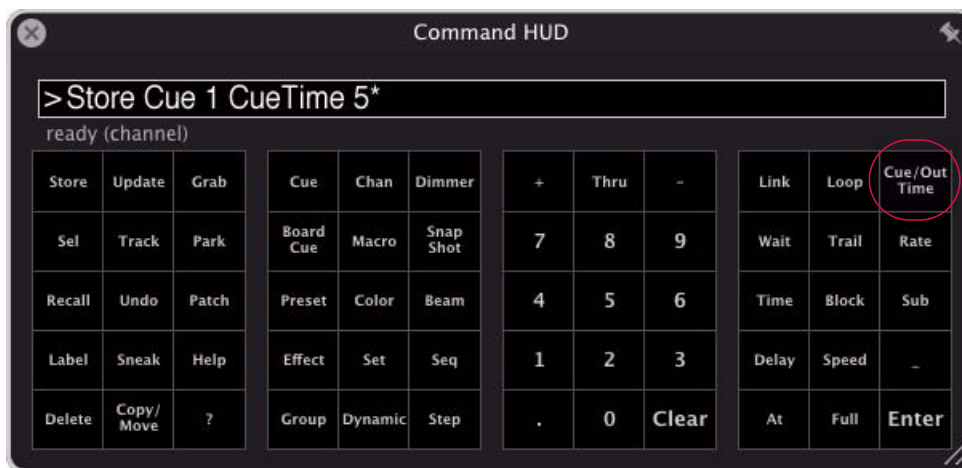 Command HUD
>Store Cue 1 CueTime 5*
ready (channel)
Store Update Grab Cue Chan Dimmer + Thru - Link Loop Cue/Out Time
Sel Track Park Board Cue Macro Snap Shot 7 8 9 Wait Trail Rate
Recall Undo Patch Preset Color Beam 4 5 6 Time Block Sub
Label Sneak Help Effect Set Seq 1 2 3 Delay Speed _
Delete Copy/ Move ? Group Dynamic Step . 0 Clear At Full Enter